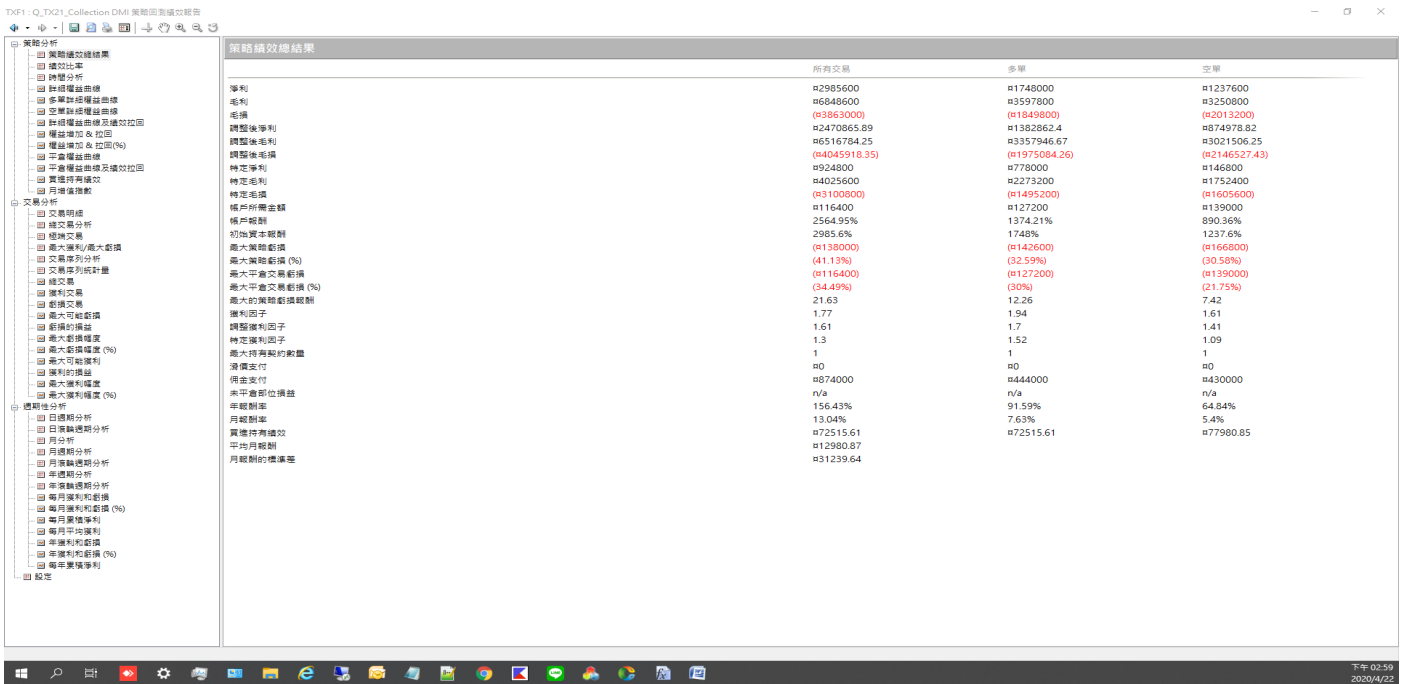 TXF1 : Q_TX21_Collection DMI 策略回測績效報告
策略分析
策略績效總結果
績效比率
時間分析
詳細權益曲線
多單詳細權益曲線
空單詳細權益曲線
詳細權益曲線及績效拉回
權益增加 & 拉回
權益增加 & 拉回(%)
平倉權益曲線
平倉權益曲線及績效拉回
買進持有績效
月增值指數
交易分析
交易明細
總交易分析
極端交易
最大獲利/最大虧損
交易序列分析
交易序列統計量
總交易
獲利交易
虧損交易
最大可能虧損
虧損的損益
最大虧損幅度
最大虧損幅度 (%)
最大可能獲利
獲利的損益
最大獲利幅度
最大獲利幅度 (%)
週期性分析
日週期分析
日滾輪週期分析
月分析
月週期分析
月滾輪週期分析
年週期分析
年滾輪週期分析
每月獲利和虧損
每月獲利和虧損 (%)
每月累積淨利
每月平均獲利
年獲利和虧損
年獲利和虧損 (%)
每年累積淨利
設定
策略績效總結果
所有交易 多單 空單
淨利 ¤2985600 ¤1748000 ¤1237600
毛利 ¤6848600 ¤3597800 ¤3250800
毛損 (¤3863000) (¤1849800) (¤2013200)
調整後淨利 ¤2470865.89 ¤1382862.4 ¤874978.82
調整後毛利 ¤6516784.25 ¤3357946.67 ¤3021506.25
調整後毛損 (¤4045918.35) (¤1975084.26) (¤2146527.43)
特定淨利 ¤924800 ¤778000 ¤146800
特定毛利 ¤4025600 ¤2273200 ¤1752400
特定毛損 (¤3100800) (¤1495200) (¤1605600)
帳戶所需金額 ¤116400 ¤127200 ¤139000
帳戶報酬 2564.95% 1374.21% 890.36%
初始資本報酬 2985.6% 1748% 1237.6%
最大策略虧損 (¤138000) (¤142600) (¤166800)
最大策略虧損 (%) (41.13%) (32.59%) (30.58%)
最大平倉交易虧損 (¤116400) (¤127200) (¤139000)
最大平倉交易虧損 (%) (34.49%) (30%) (21.75%)
最大的策略虧損報酬 21.63 12.26 7.42
獲利因子 1.77 1.94 1.61
調整獲利因子 1.61 1.7 1.41
特定獲利因子 1.3 1.52 1.09
最大持有契約數量 1 1 1
滑價支付 ¤0 ¤0 ¤0
佣金支付 ¤874000 ¤444000 ¤430000
未平倉部位損益 n/a n/a n/a
年報酬率 156.43% 91.59% 64.84%
月報酬率 13.04% 7.63% 5.4%
買進持有績效 ¤72515.61 ¤72515.61 ¤77980.85
平均月報酬 ¤12980.87
月報酬的標準差 ¤31239.64
下午 02:59
2020/4/22